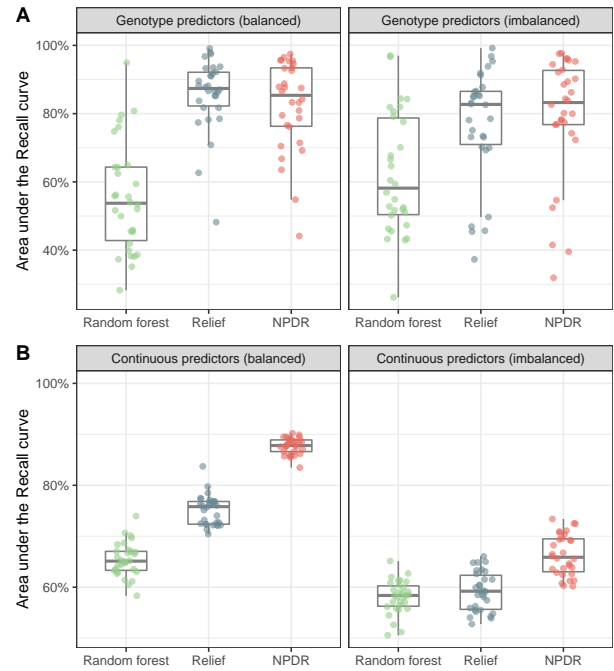 A
Genotype predictors (balanced)
Genotype predictors (imbalanced)
Area under the Recall curve
100%
80%
60%
40%
Random forest
Relief
NPDR
Random forest
Relief
NPDR
B
Continuous predictors (balanced)
Continuous predictors (imbalanced)
Area under the Recall curve
100%
80%
60%
Random forest
Relief
NPDR
Random forest
Relief
NPDR